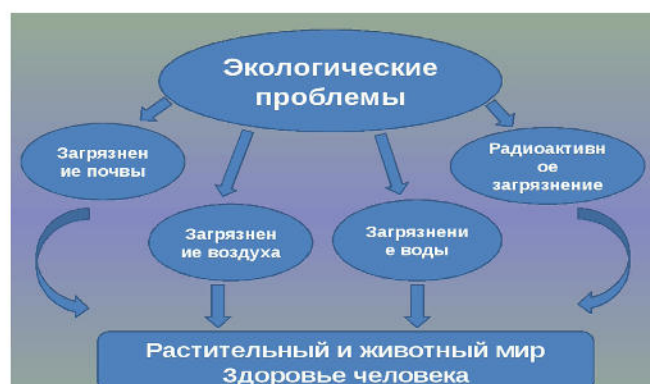 Экологические
проблемы
Загрязнен
ие почвы
Радиоактивн
ое
загрязнение
Загрязнен
ие воздуха
Загрязнени
е воды
Растительный и животный мир
Здоровье человека